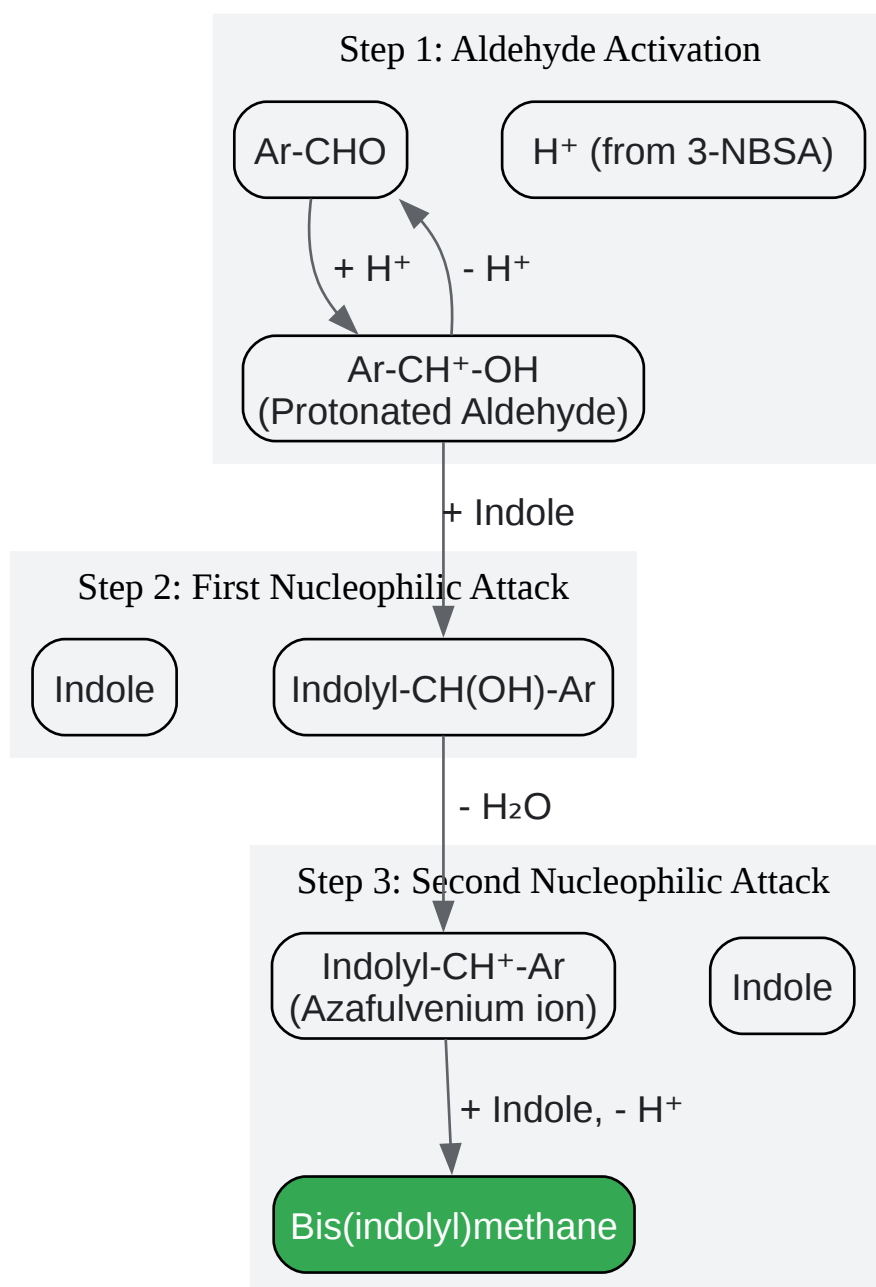 Step 1: Aldehyde Activation
Ar-CHO
H⁺ (from 3-NBSA)
+ H⁺
- H⁺
Ar-CH⁺-OH
(Protonated Aldehyde)
+ Indole
Step 2: First Nucleophilic Attack
Indole
Indolyl-CH(OH)-Ar
- H₂O
Step 3: Second Nucleophilic Attack
Indolyl-CH⁺-Ar
(Azafulvenium ion)
Indole
+ Indole, - H⁺
Bis(indolyl)methane